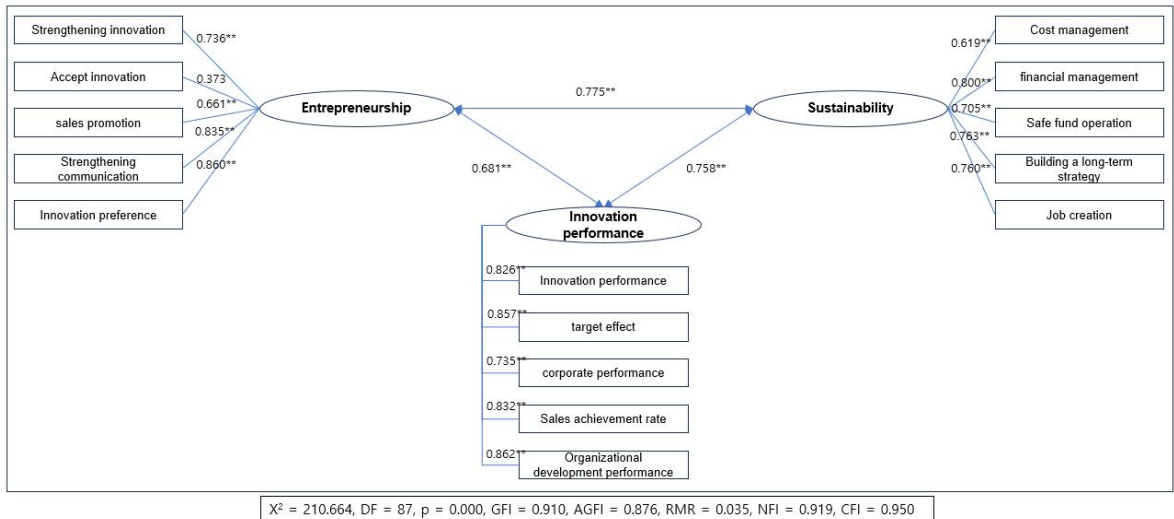 Strengthening innovation
Accept innovation
sales promotion
Strengthening
communication
Innovation preference
0.736**
0.373
0.661**
0.835**
0.860**
Entrepreneurship
0.775**
Sustainability
0.619**
0.800**
0.705**
0.763**
0.760**
Cost management
financial management
Safe fund operation
Building a long-term
strategy
Job creation
0.681**
0.758**
Innovation
performance
0.826**
Innovation performance
0.857**
target effect
0.735**
corporate performance
0.832**
Sales achievement rate
0.862**
Organizational
development performance
X² = 210.664, DF = 87, p = 0.000, GFI = 0.910, AGFI = 0.876, RMR = 0.035, NFI = 0.919, CFI = 0.950